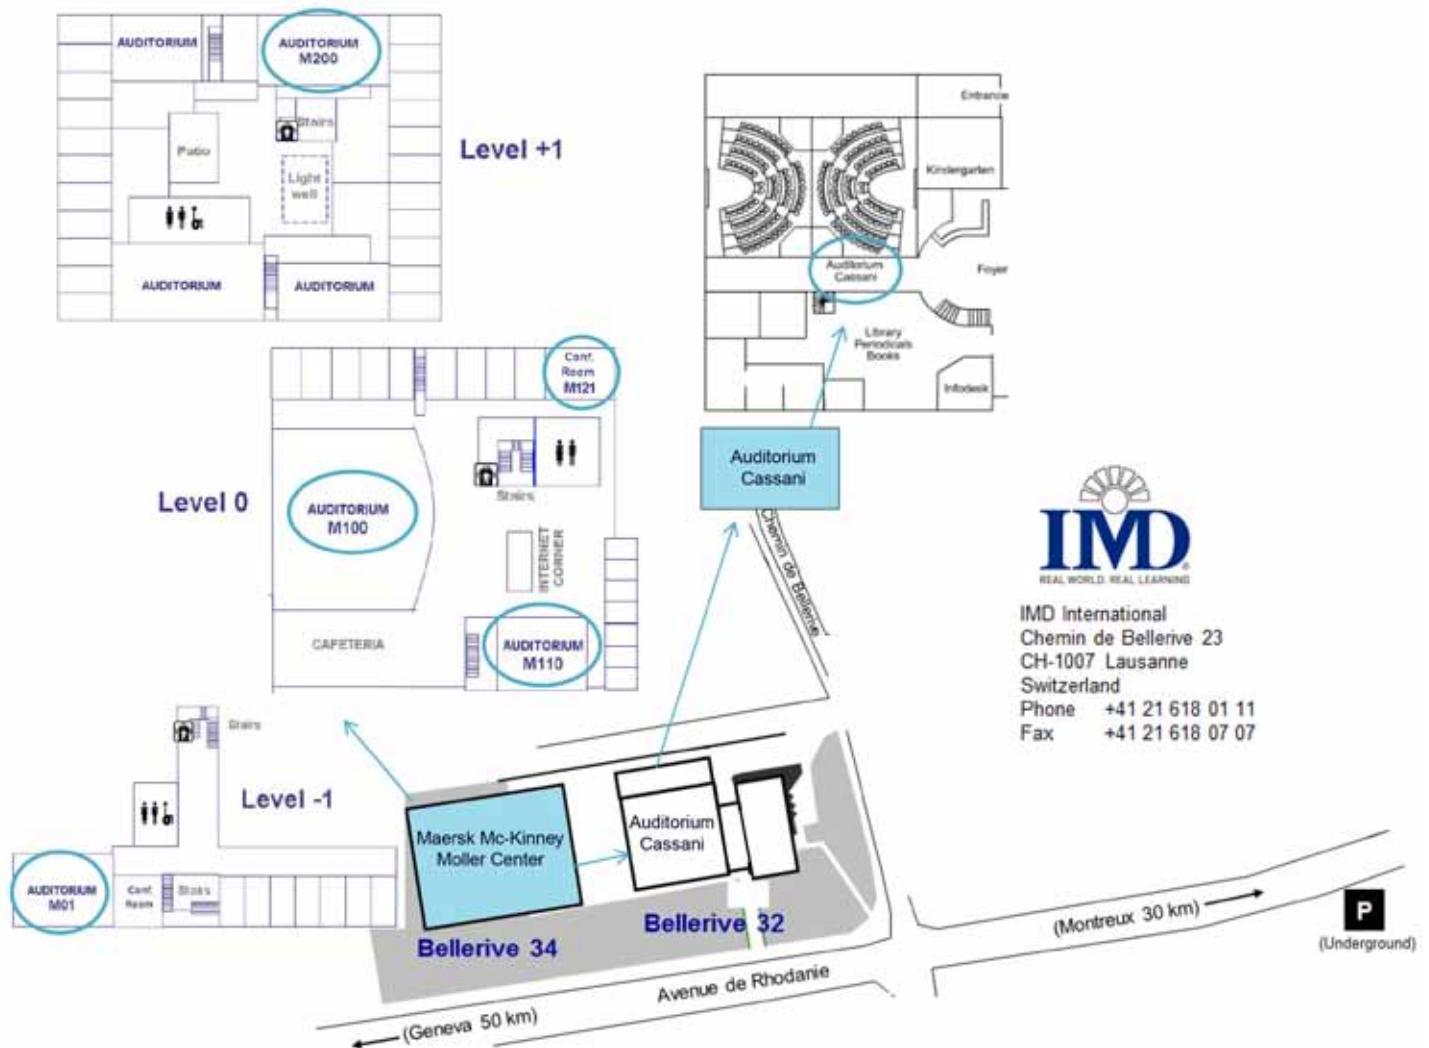 AUDITORIUM
AUDITORIUM
M200
Stairs
Patio
Light
well
AUDITORIUM
AUDITORIUM
Level +1
Entrance
Kindergarten
Auditorium
Cassani
Foyer
Library
Periodicals
Books
Infodesk
Conf.
Room
M121
Level 0
AUDITORIUM
M100
Stairs
INTERNET
CORNER
CAFETERIA
AUDITORIUM
M110
Auditorium
Cassani
Chemin de Bellerive
IMD
REAL WORLD. REAL LEARNING
IMD International
Chemin de Bellerive 23
CH-1007 Lausanne
Switzerland
Phone +41 21 618 01 11
Fax +41 21 618 07 07
Stairs
Level -1
AUDITORIUM
M01
Conf.
Room
Stairs
Maersk Mc-Kinney
Moller Center
Auditorium
Cassani
Bellerive 34
Bellerive 32
Avenue de Rhodanie
(Geneva 50 km)
(Montreux 30 km)
P
(Underground)